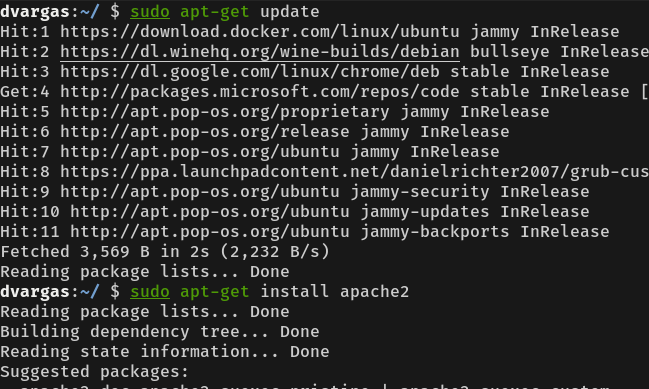 dvargas:~/ $ sudo apt-get update
Hit:1 https://download.docker.com/linux/ubuntu jammy InRelease
Hit:2 https://dl.winehq.org/wine-builds/debian bullseye InRelease
Hit:3 https://dl.google.com/linux/chrome/deb stable InRelease
Get:4 http://packages.microsoft.com/repos/code stable InRelease [
Hit:5 http://apt.pop-os.org/proprietary jammy InRelease
Hit:6 http://apt.pop-os.org/release jammy InRelease
Hit:7 http://apt.pop-os.org/ubuntu jammy InRelease
Hit:8 https://ppa.launchpadcontent.net/danielrichter2007/grub-cus
Hit:9 http://apt.pop-os.org/ubuntu jammy-security InRelease
Hit:10 http://apt.pop-os.org/ubuntu jammy-updates InRelease
Hit:11 http://apt.pop-os.org/ubuntu jammy-backports InRelease
Fetched 3,569 B in 2s (2,232 B/s)
Reading package lists... Done
dvargas:~/ $ sudo apt-get install apache2
Reading package lists... Done
Building dependency tree... Done
Reading state information... Done
Suggested packages: